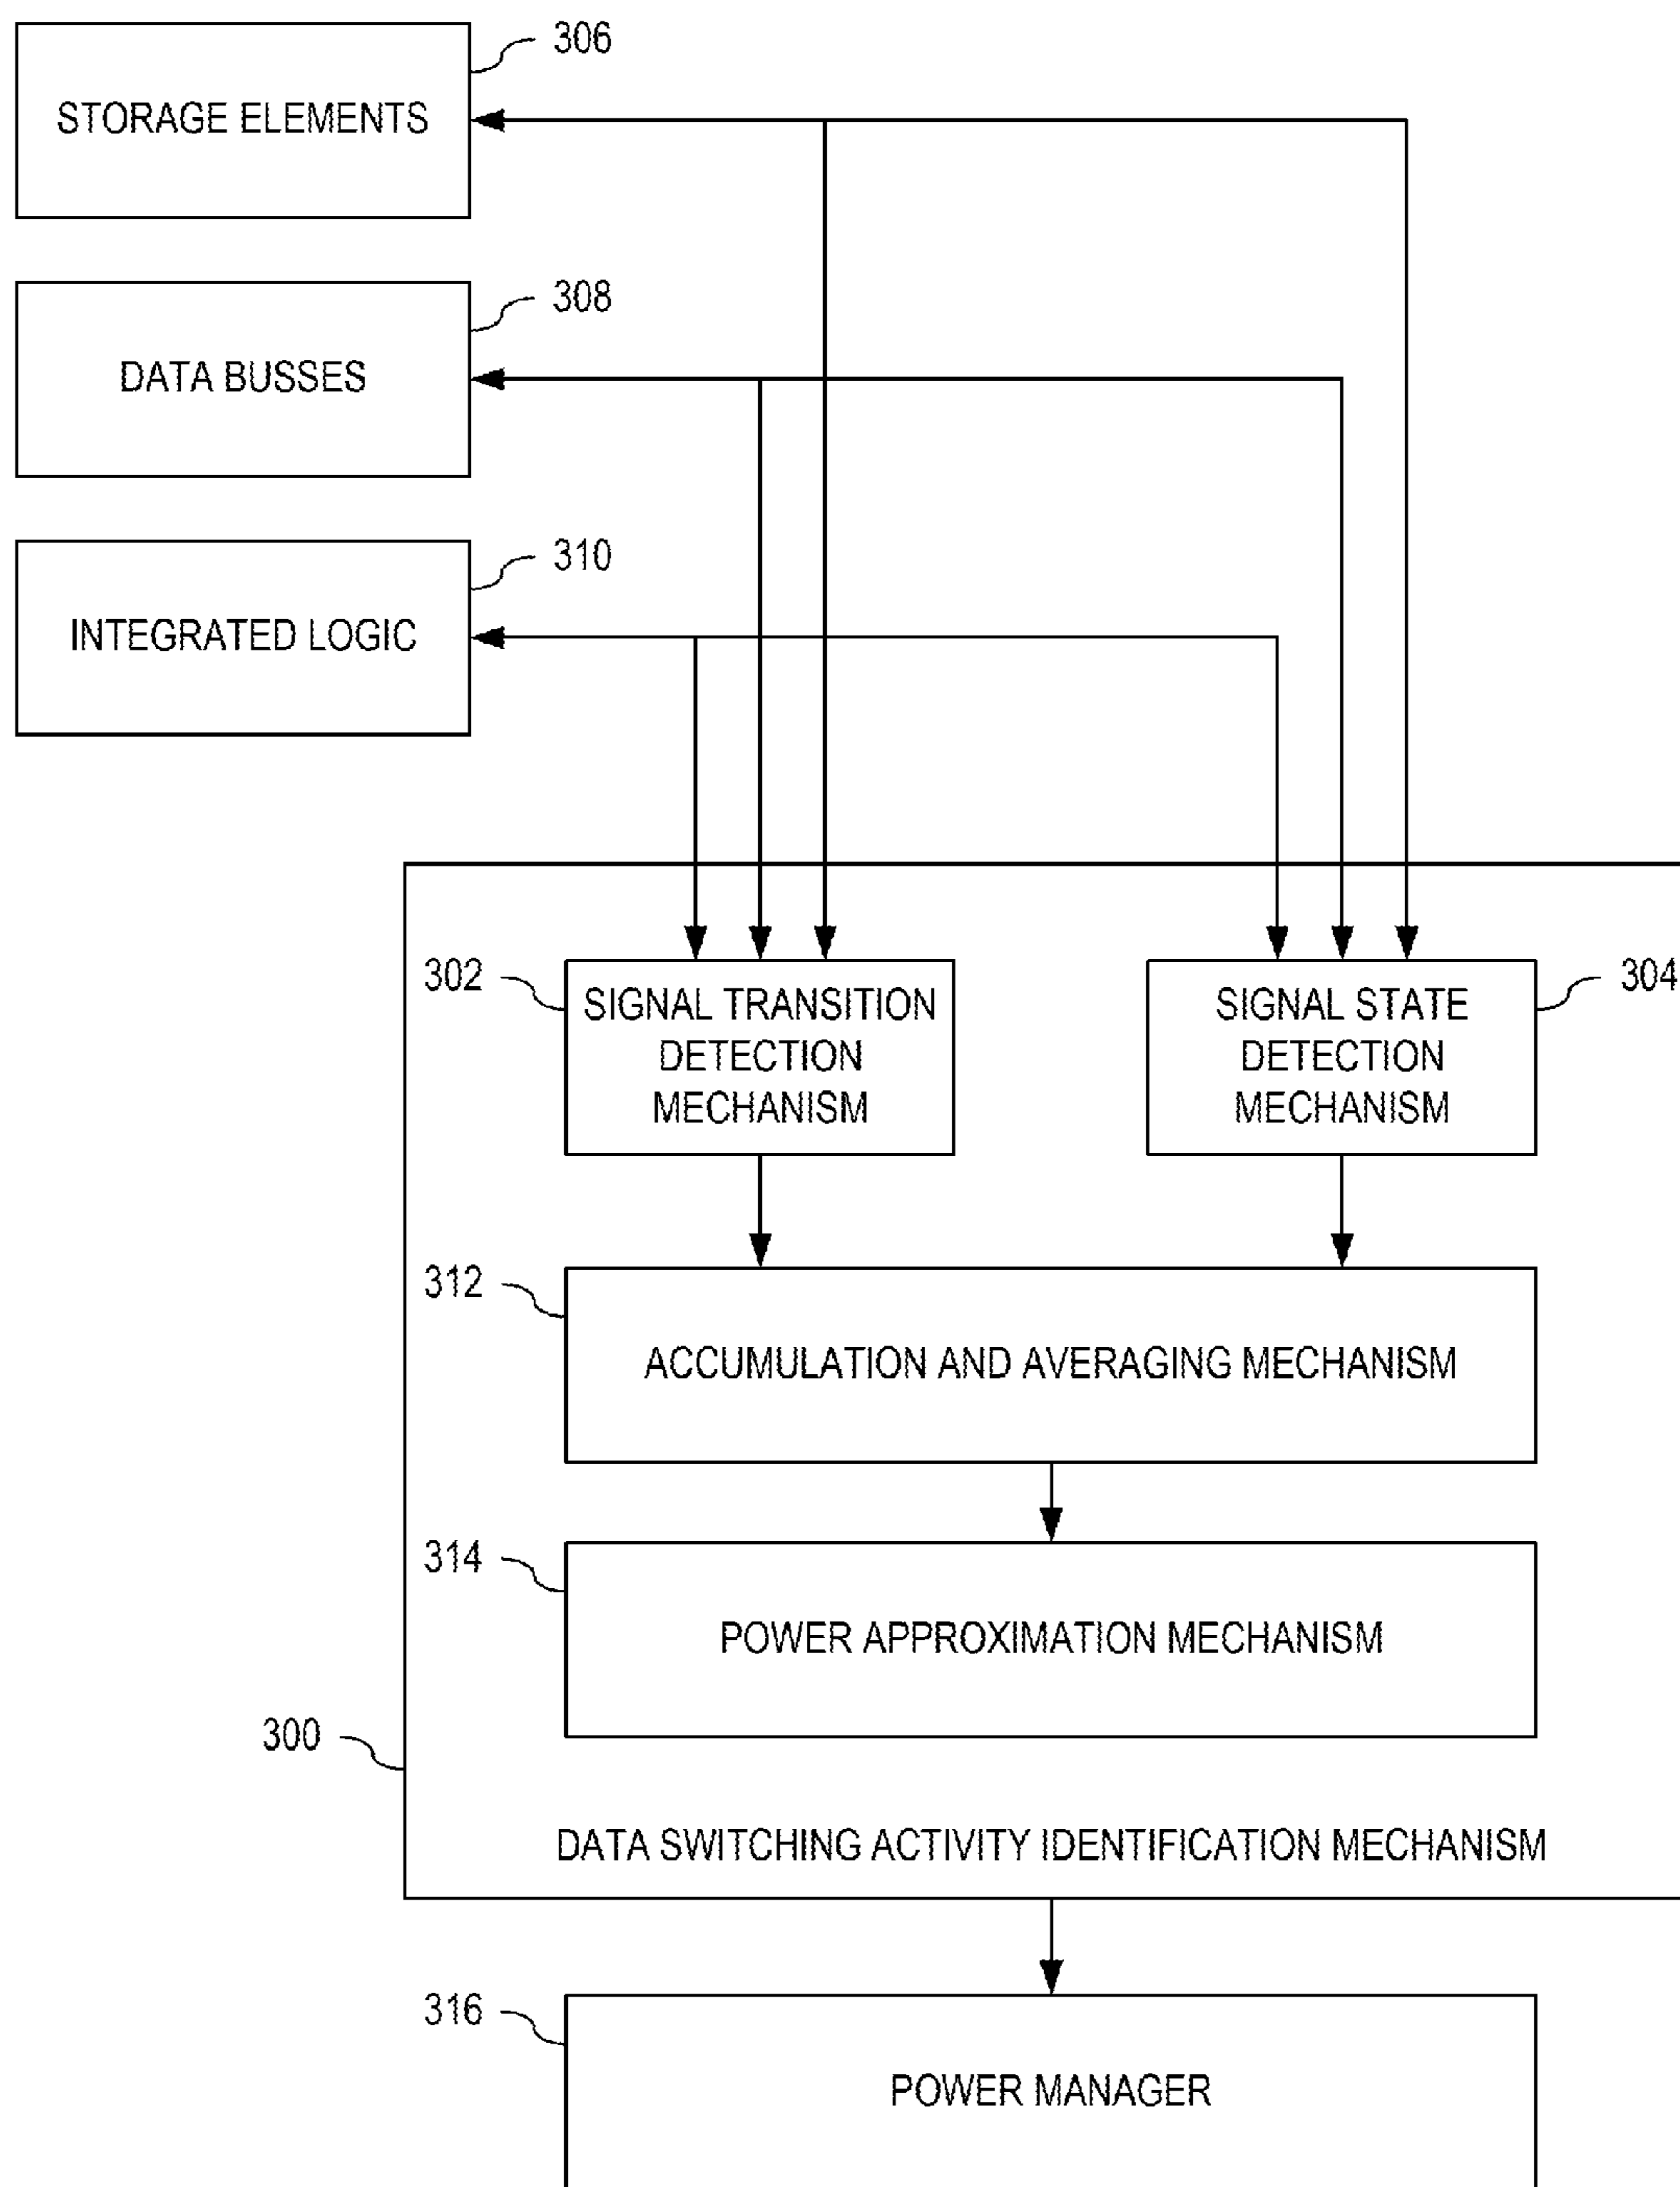 306
STORAGE ELEMENTS
308
DATA BUSSES
310
INTEGRATED LOGIC
302
SIGNAL TRANSITION
DETECTION
MECHANISM
304
SIGNAL STATE
DETECTION
MECHANISM
312
ACCUMULATION AND AVERAGING MECHANISM
314
POWER APPROXIMATION MECHANISM
300
DATA SWITCHING ACTIVITY IDENTIFICATION MECHANISM
316
POWER MANAGER